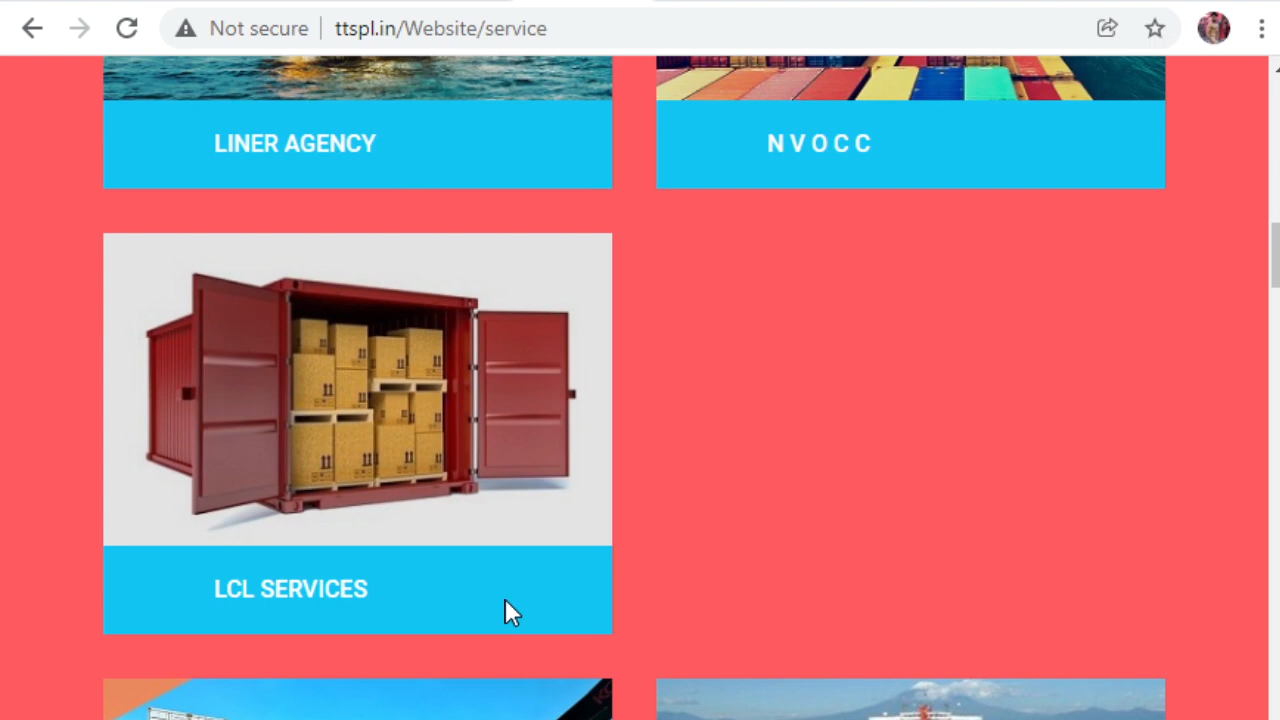 Not secure
ttspl.in/Website/service
LINER AGENCY
N V O C C
LCL SERVICES